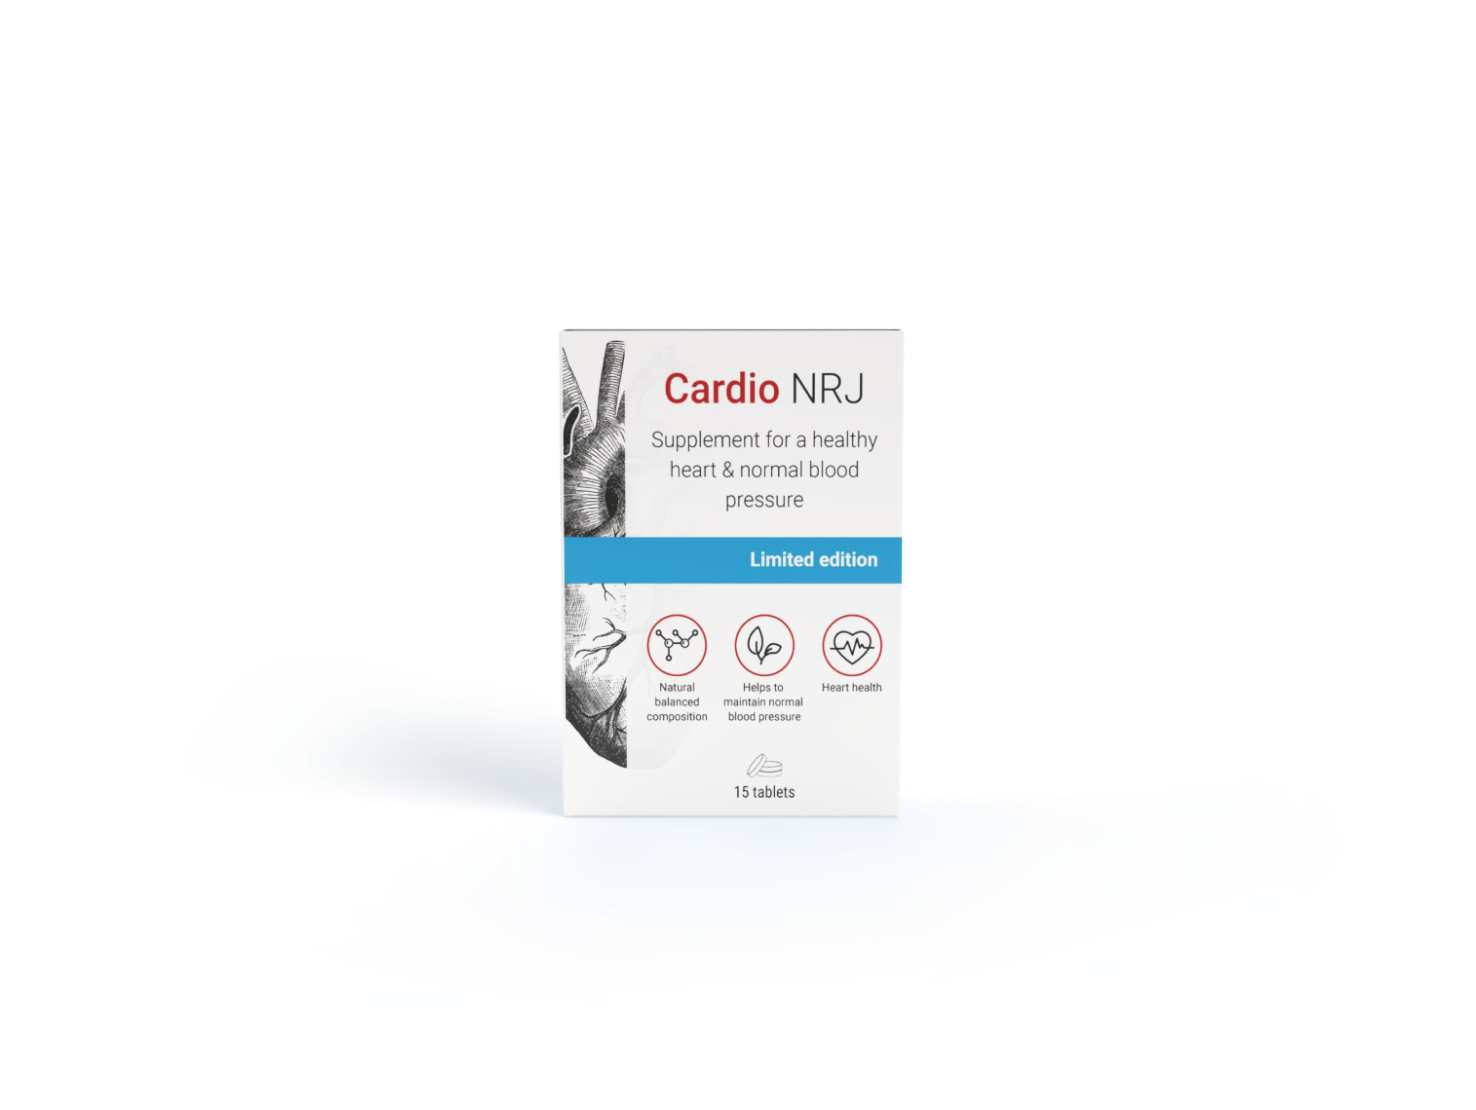 Cardio NRJ
Supplement for a healthy
heart & normal blood
pressure
Limited edition
Natural
balanced
composition
Helps to
maintain normal
blood pressure
Heart health
15 tablets